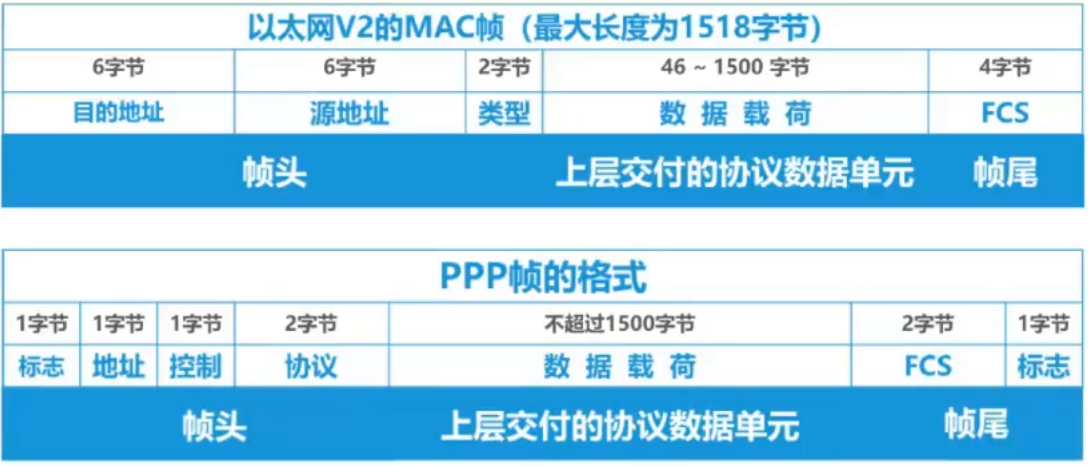 以太网V2的MAC帧（最大长度为1518字节）
6字节 6字节 2字节 46 ~ 1500 字节 4字节
目的地址 源地址 类型 数 据 载 荷 FCS
帧头 上层交付的协议数据单元 帧尾
PPP帧的格式
1字节 1字节 1字节 2字节 不超过1500字节 2字节 1字节
标志 地址 控制 协议 数 据 载 荷 FCS 标志
帧头 上层交付的协议数据单元 帧尾